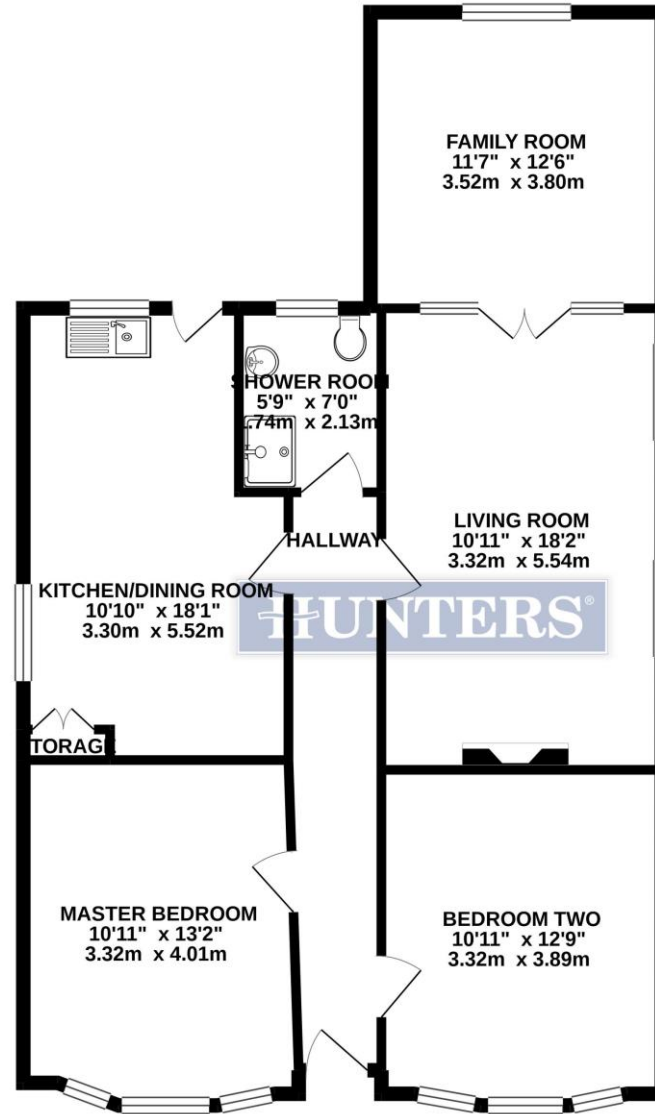 FAMILY ROOM
11'7" x 12'6"
3.52m x 3.80m
SHOWER ROOM
5'9" x 7'0"
1.74m x 2.13m
HALLWAY
LIVING ROOM
10'11" x 18'2"
3.32m x 5.54m
KITCHEN/DINING ROOM
10'10" x 18'1"
3.30m x 5.52m
HUNTERS®
TORAGE
MASTER BEDROOM
10'11" x 13'2"
3.32m x 4.01m
BEDROOM TWO
10'11" x 12'9"
3.32m x 3.89m